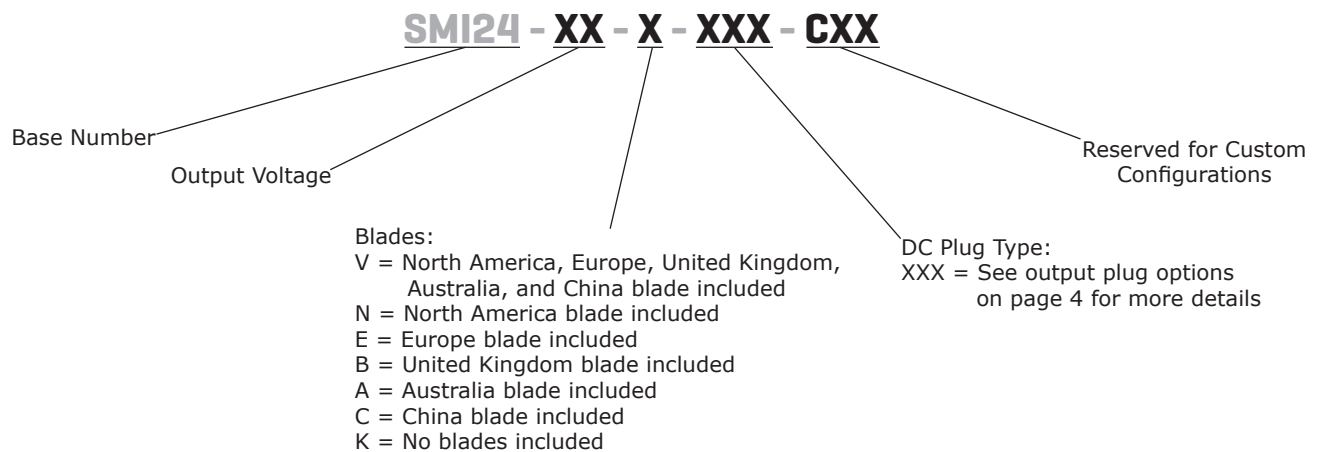 SMI24 - XX - X - XXX - CXX
Base Number
Output Voltage
Reserved for Custom
Configurations
Blades:
V = North America, Europe, United Kingdom,
Australia, and China blade included
N = North America blade included
E = Europe blade included
B = United Kingdom blade included
A = Australia blade included
C = China blade included
K = No blades included
DC Plug Type:
XXX = See output plug options
on page 4 for more details